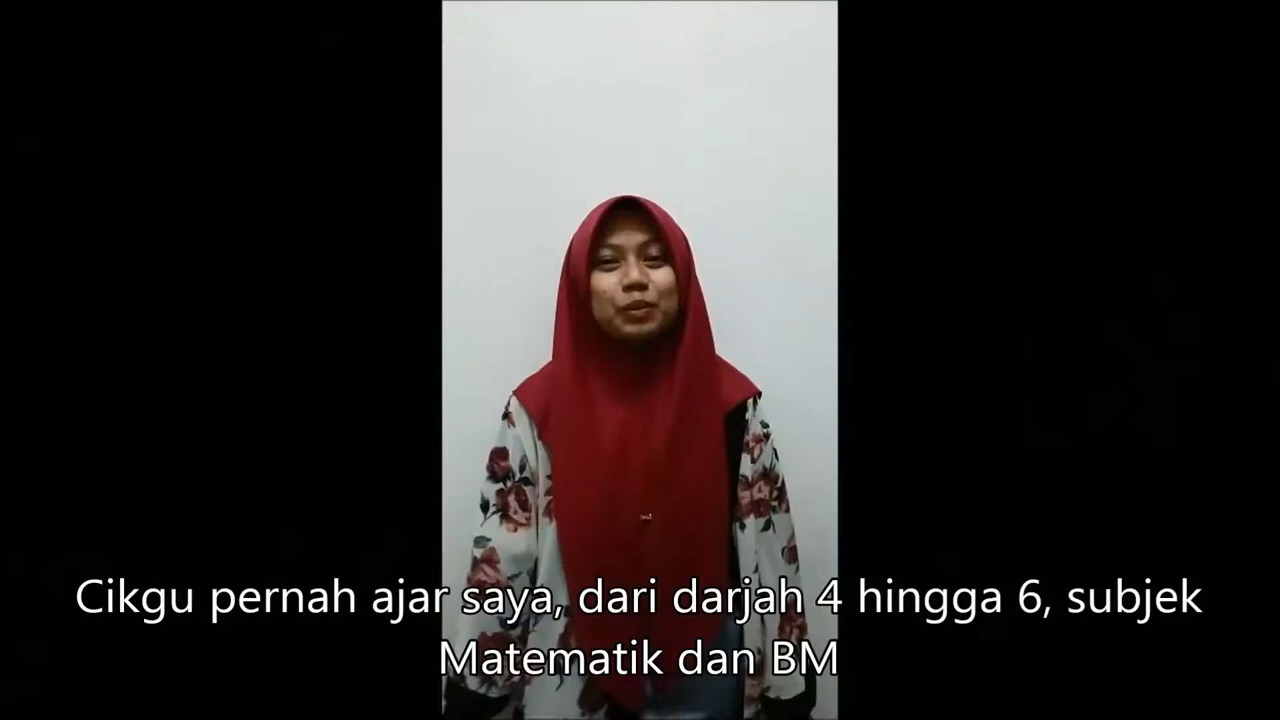 Cikgu pernah ajar saya, dari darjah 4 hingga 6, subjek
Matematik dan BM